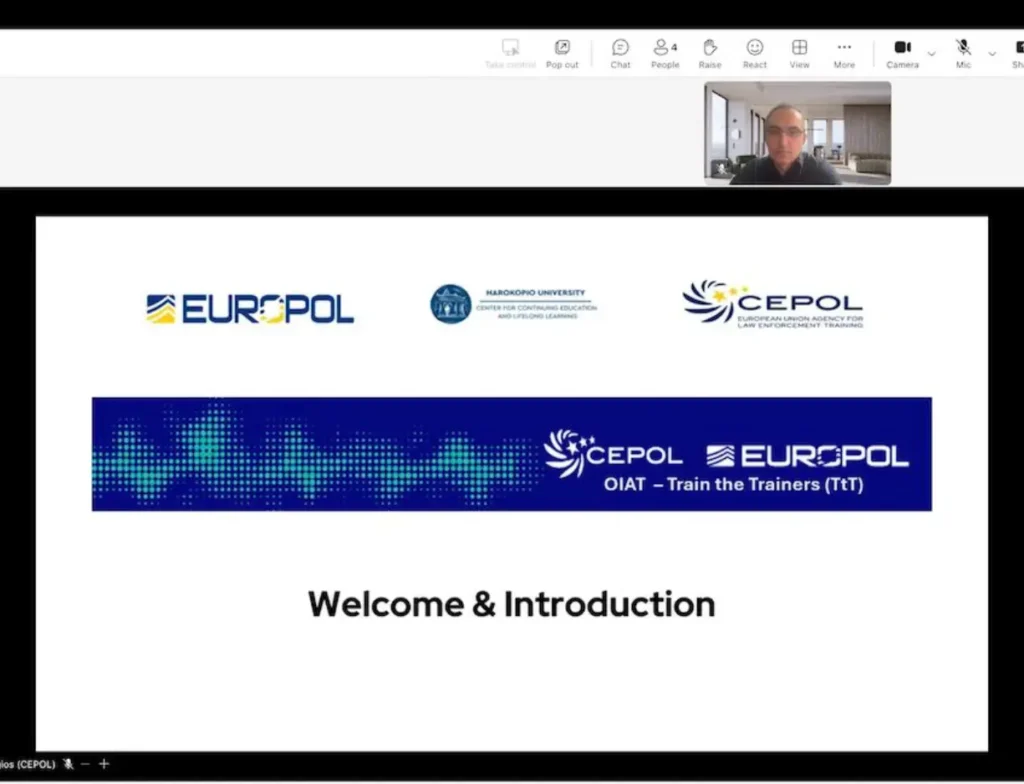 Take control Pop out Chat People 4 Raise React View More Camera Mic
EUROPOL
HAROKOPIO UNIVERSITY
CENTER FOR CONTINUING EDUCATION
AND LIFELONG LEARNING
CEPOL
EUROPEAN UNION AGENCY FOR
LAW ENFORCEMENT TRAINING
CEPOL EUROPOL
OIAT – Train the Trainers (TtT)
Welcome & Introduction
(CEPOL)